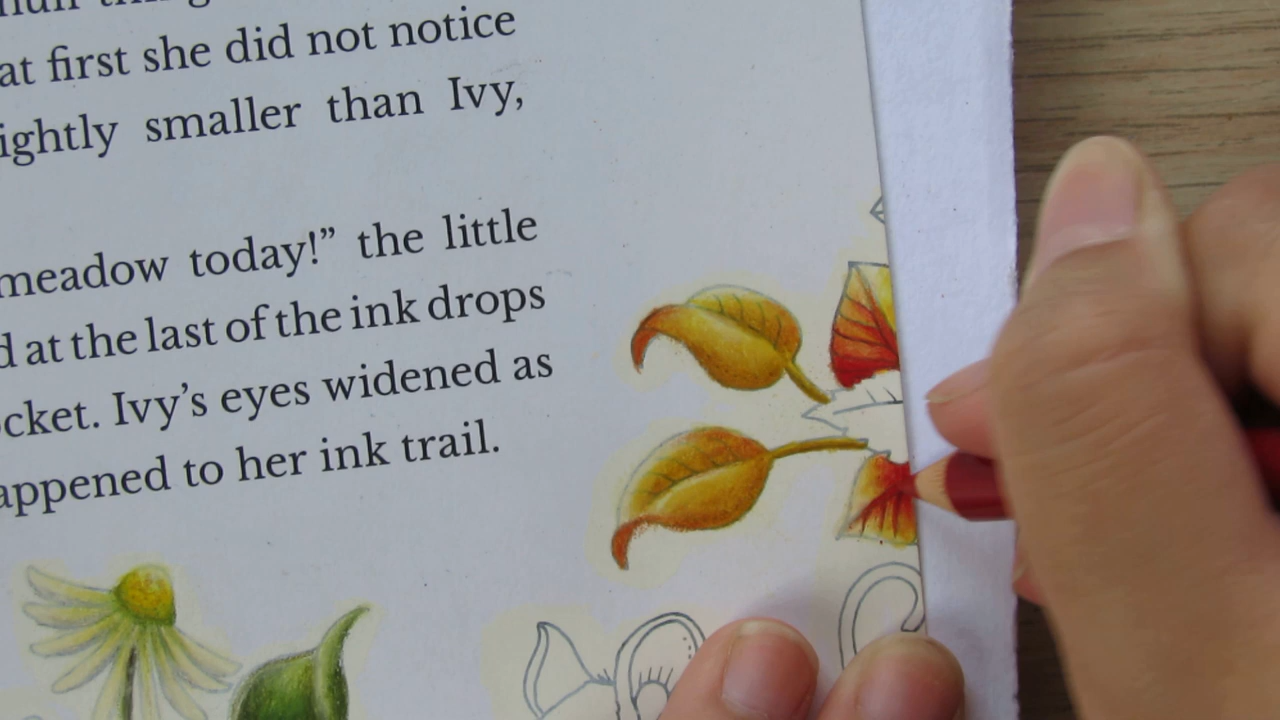 at first she did not notice
ightly smaller than Ivy,
meadow today!” the little
d at the last of the ink drops
cket. Ivy’s eyes widened as
appened to her ink trail.